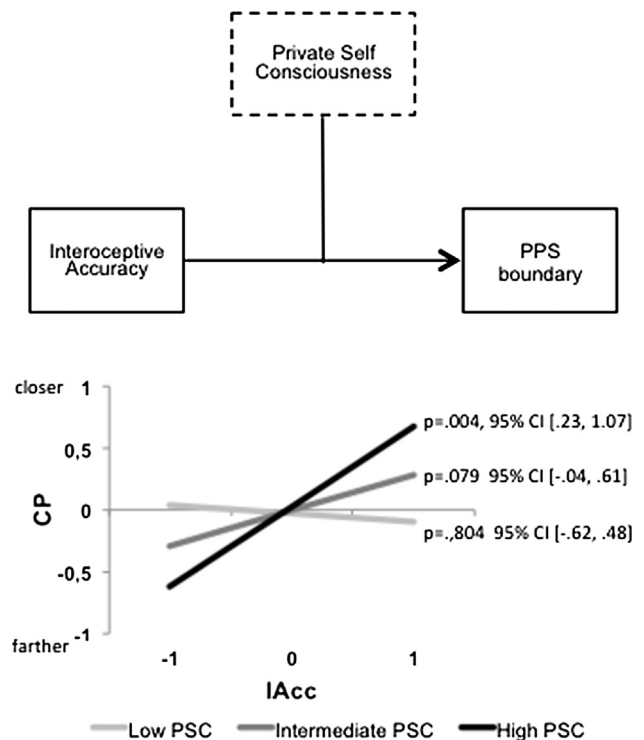 Private Self
Consciousness
Interoceptive
Accuracy
PPS
boundary
closer 1
0,5
0
-0,5
farther -1
CP
p=.004, 95% CI [.23, 1.07]
p=.079 95% CI [-.04, .61]
p=.,804 95% CI [-.62, .48]
-1 0 1
IAcc
Low PSC Intermediate PSC High PSC